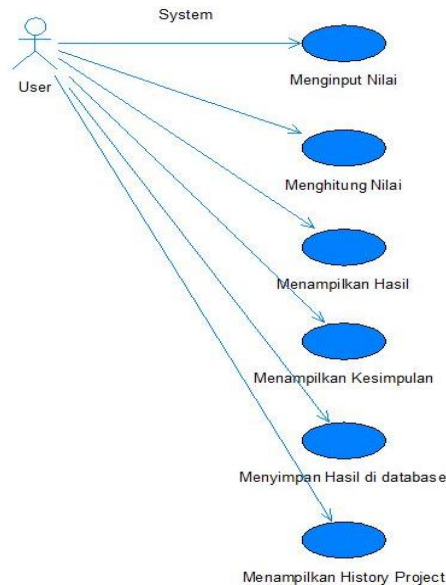 System
User
Menginput Nilai
Menghitung Nilai
Menampilkan Hasil
Menampilkan Kesimpulan
Menyimpan Hasil di database
Menampilkan History Project